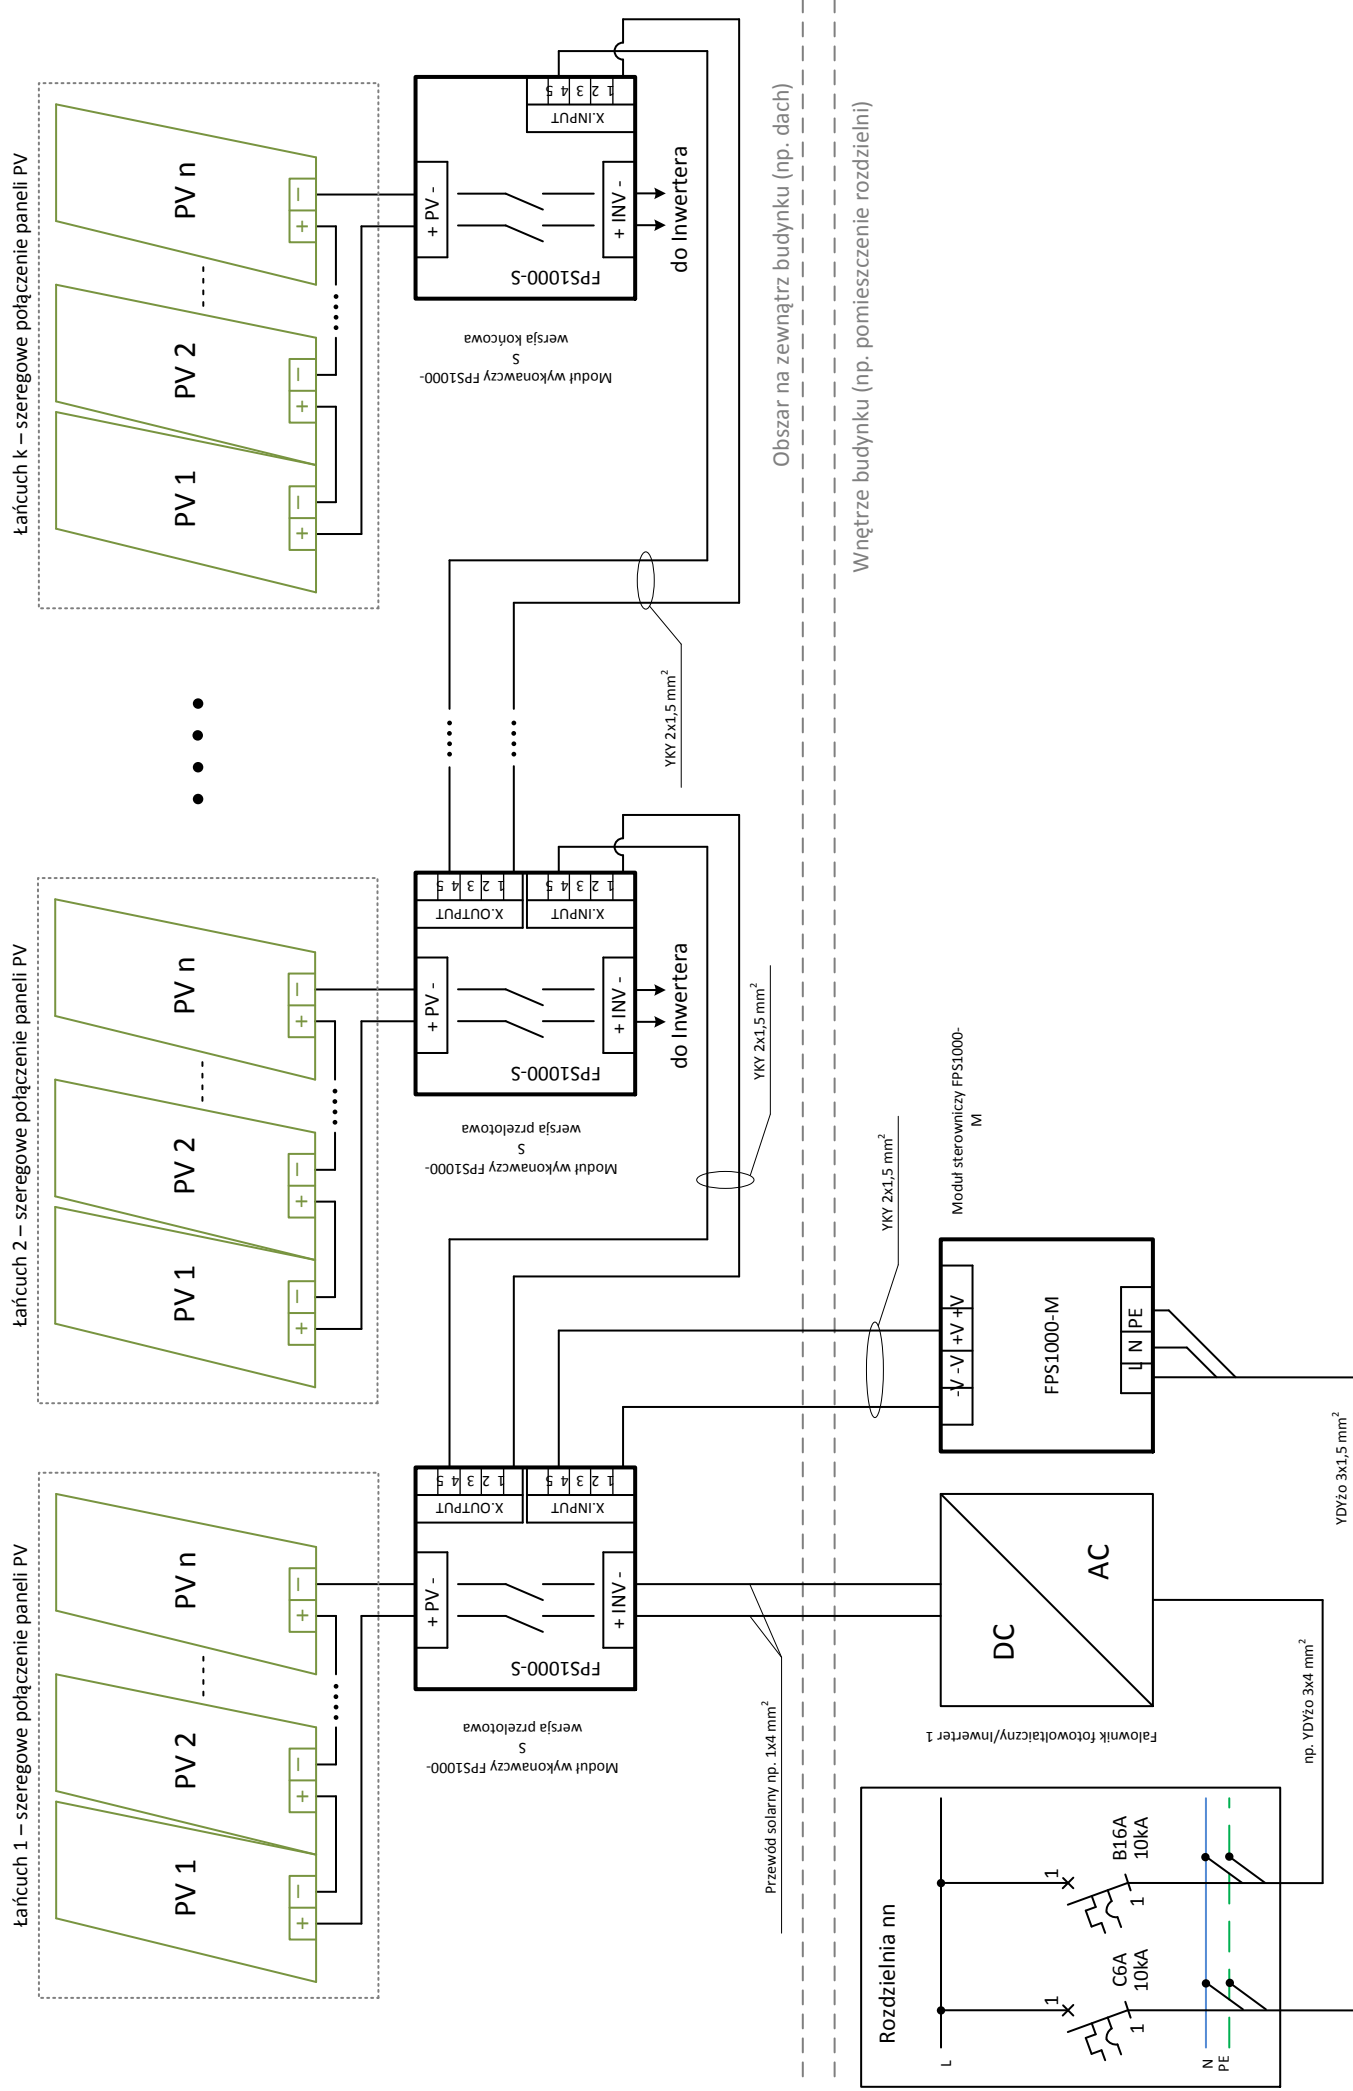 Łańcuch 1 – szeregowe połączenie paneli PV
PV 1
PV 2
PV n
+ −
+ −
+ −
Łańcuch 2 – szeregowe połączenie paneli PV
PV 1
PV 2
PV n
+ −
+ −
+ −
Łańcuch k – szeregowe połączenie paneli PV
PV 1
PV 2
PV n
+ −
+ −
+ −
Moduł wykonawczy FPS1000-
S
wersja przelotowa
FPS1000-S
+ PV -
+ INV -
X.OUTPUT
1 2 3 4 5
X.INPUT
1 2 3 4 5
Moduł wykonawczy FPS1000-
S
wersja przelotowa
FPS1000-S
+ PV -
+ INV -
X.OUTPUT
1 2 3 4 5
X.INPUT
1 2 3 4 5
do Inwertera
Moduł wykonawczy FPS1000-
S
wersja końcowa
FPS1000-S
+ PV -
+ INV -
X.INPUT
1 2 3 4 5
do Inwertera
Przewód solarny np. 1x4 mm²
YKY 2x1,5 mm²
YKY 2x1,5 mm²
YKY 2x1,5 mm²
Obszar na zewnątrz budynku (np. dach)
Wnętrze budynku (np. pomieszczenie rozdzielni)
Rozdzielnia nn
L
1
1
C6A
10kA
1
1
B16A
10kA
N
PE
Falownik fotowoltaiczny/Inwerter 1
DC
AC
np. YDYżo 3x4 mm²
Moduł sterowniczy FPS1000-
M
-V -V +V +V
FPS1000-M
L N PE
YDYżo 3x1,5 mm²